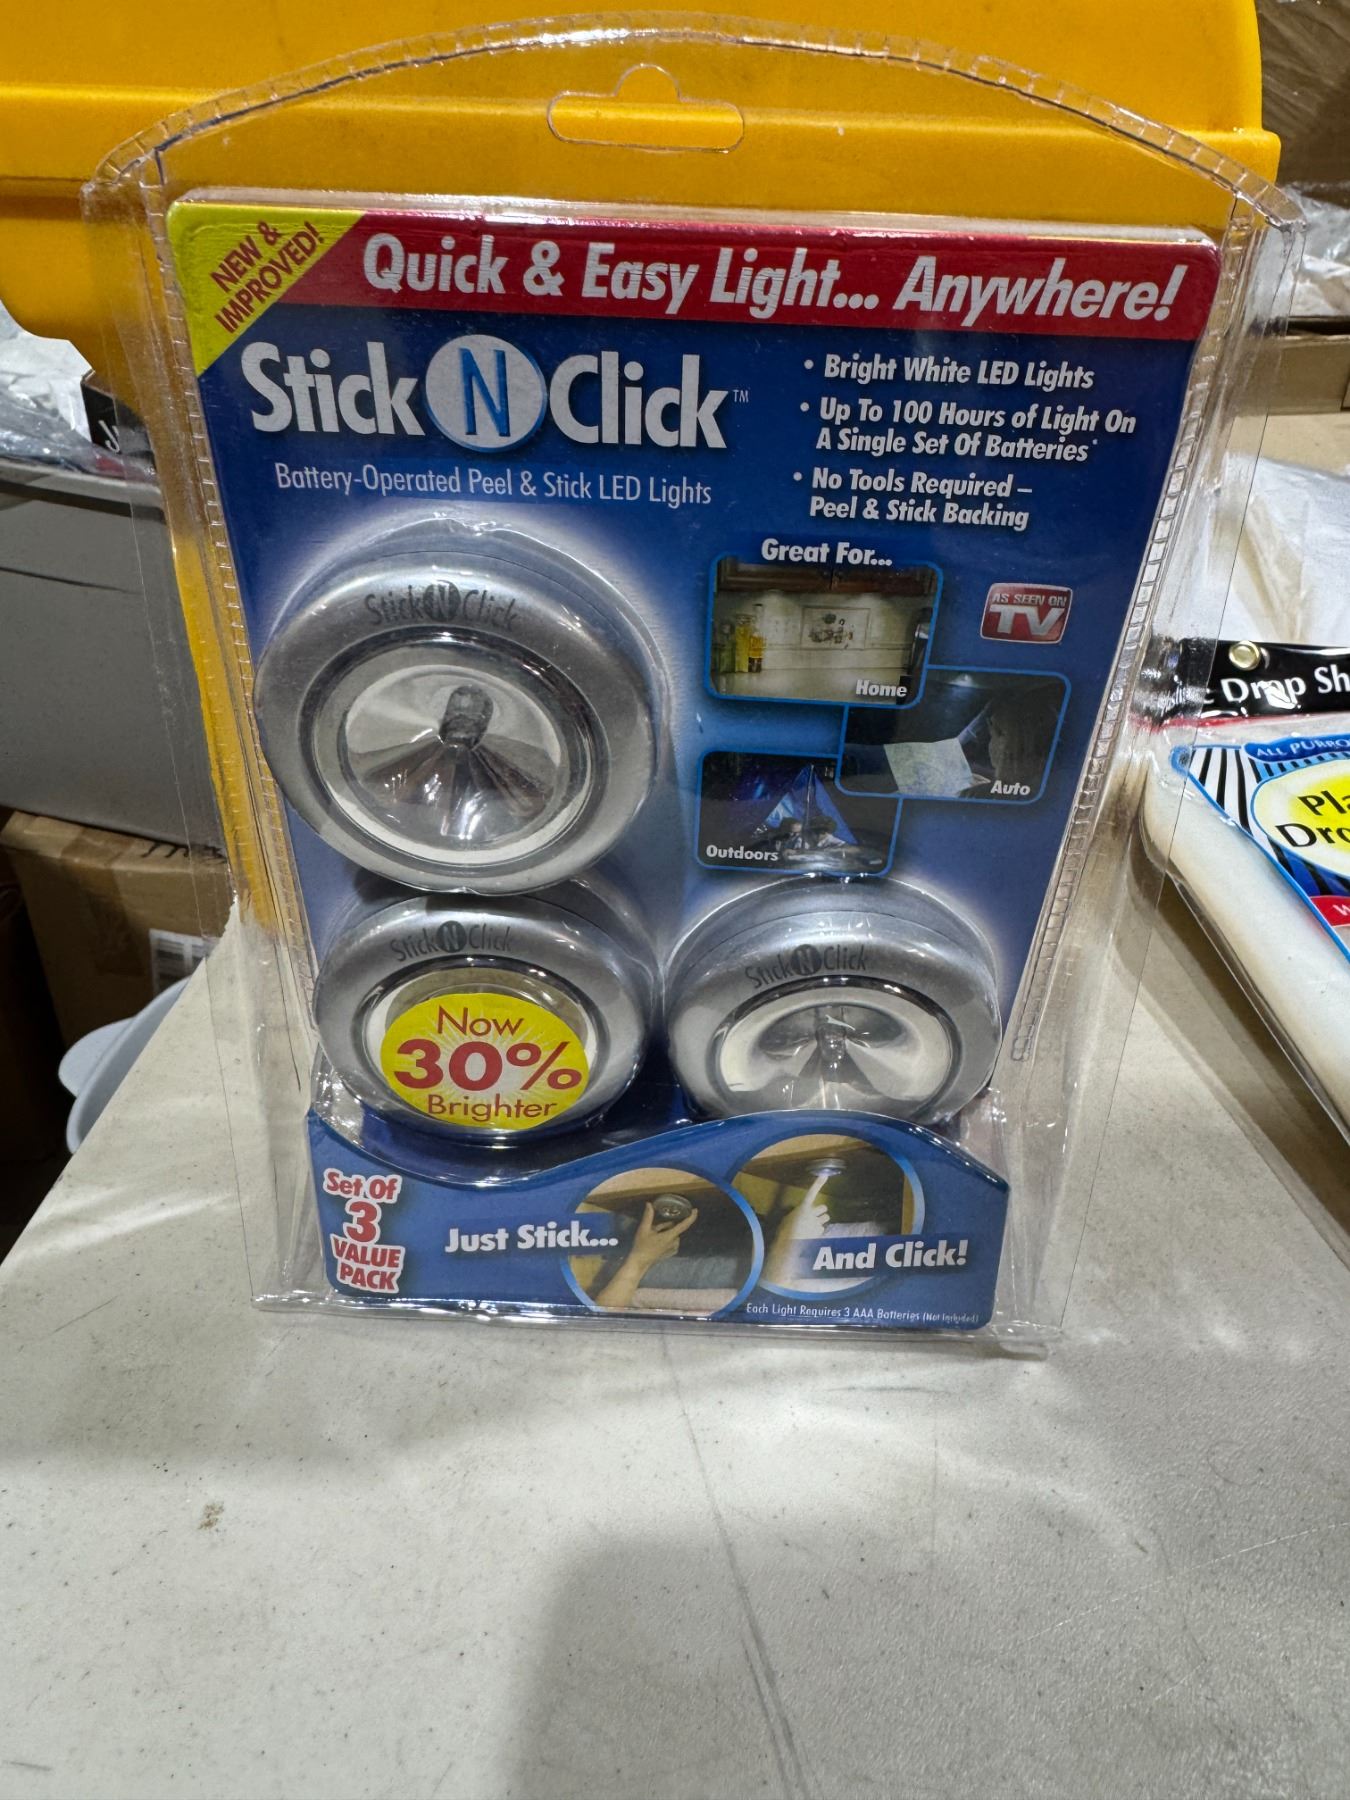 NEW &
IMPROVED!
Quick & Easy Light... Anywhere!
Stick N Click™
Battery-Operated Peel & Stick LED Lights
• Bright White LED Lights
• Up To 100 Hours of Light On
A Single Set Of Batteries*
• No Tools Required –
Peel & Stick Backing
Great For...
Home
AS SEEN ON
TV
Auto
Outdoors
Stick N Click
Stick N Click
Stick N Click
Now
30%
Brighter
Set Of
3
VALUE
PACK
Just Stick...
And Click!
Each Light Requires 3 AAA Batteries (Not Included)
Drop Sh
ALL PURPO